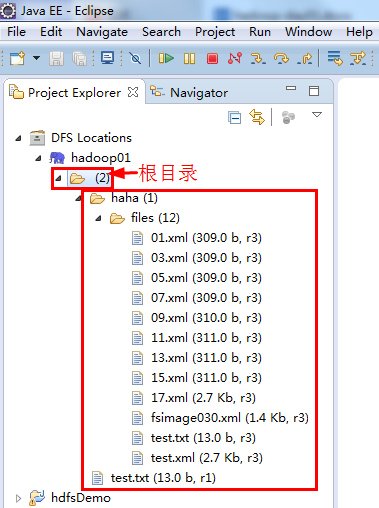 Java EE - Eclipse
File Edit Navigate Search Project Run Window
Project Explorer Navigator
DFS Locations
hadoop01
(2) 根目录
haha (1)
files (12)
01.xml (309.0 b, r3)
03.xml (309.0 b, r3)
05.xml (309.0 b, r3)
07.xml (309.0 b, r3)
09.xml (310.0 b, r3)
11.xml (311.0 b, r3)
13.xml (311.0 b, r3)
15.xml (311.0 b, r3)
17.xml (2.7 Kb, r3)
fsimage030.xml (1.4 Kb, r3)
test.txt (13.0 b, r3)
test.xml (2.7 Kb, r3)
test.txt (13.0 b, r1)
hdfsDemo